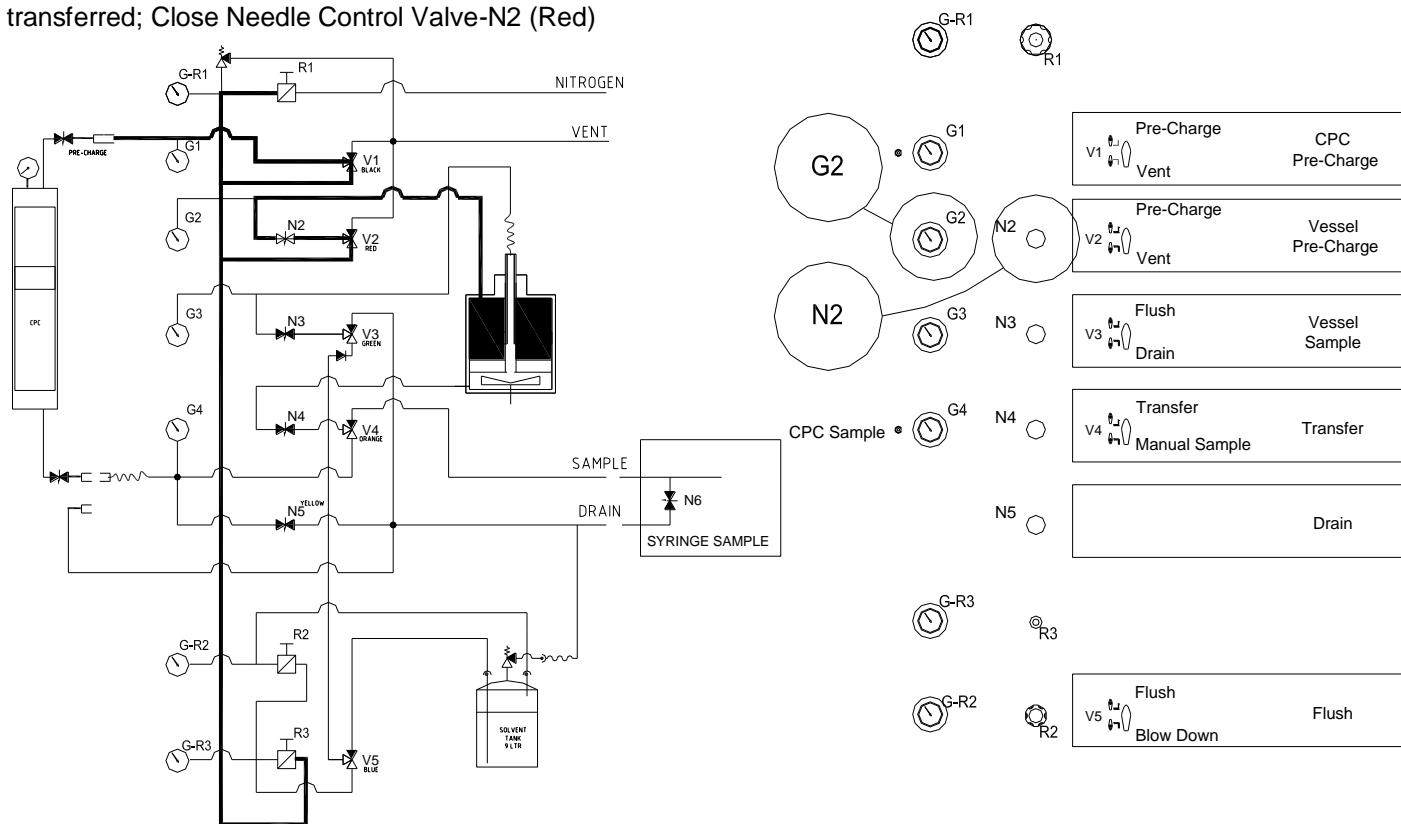 transferred; Close Needle Control Valve-N2 (Red)
G-R1
R1
NITROGEN
VENT
PRE-CHARGE
G1
V1
BLACK
G2
N2
V2
RED
G3
N3
V3
GREEN
CPC
G4
N4
V4
ORANGE
SAMPLE
YELLOW
N5
DRAIN
N6
SYRINGE SAMPLE
G-R2
R2
G-R3
R3
V5
BLUE
SOLVENT
TANK
9 LTR
G-R1
R1
G1
G2
G2
N2
N2
G3
N3
CPC Sample
G4
N4
N5
G-R3
R3
G-R2
R2
V1
Pre-Charge
Vent
CPC
Pre-Charge
V2
Pre-Charge
Vent
Vessel
Pre-Charge
V3
Flush
Drain
Vessel
Sample
V4
Transfer
Manual Sample
Transfer
Drain
V5
Flush
Blow Down
Flush